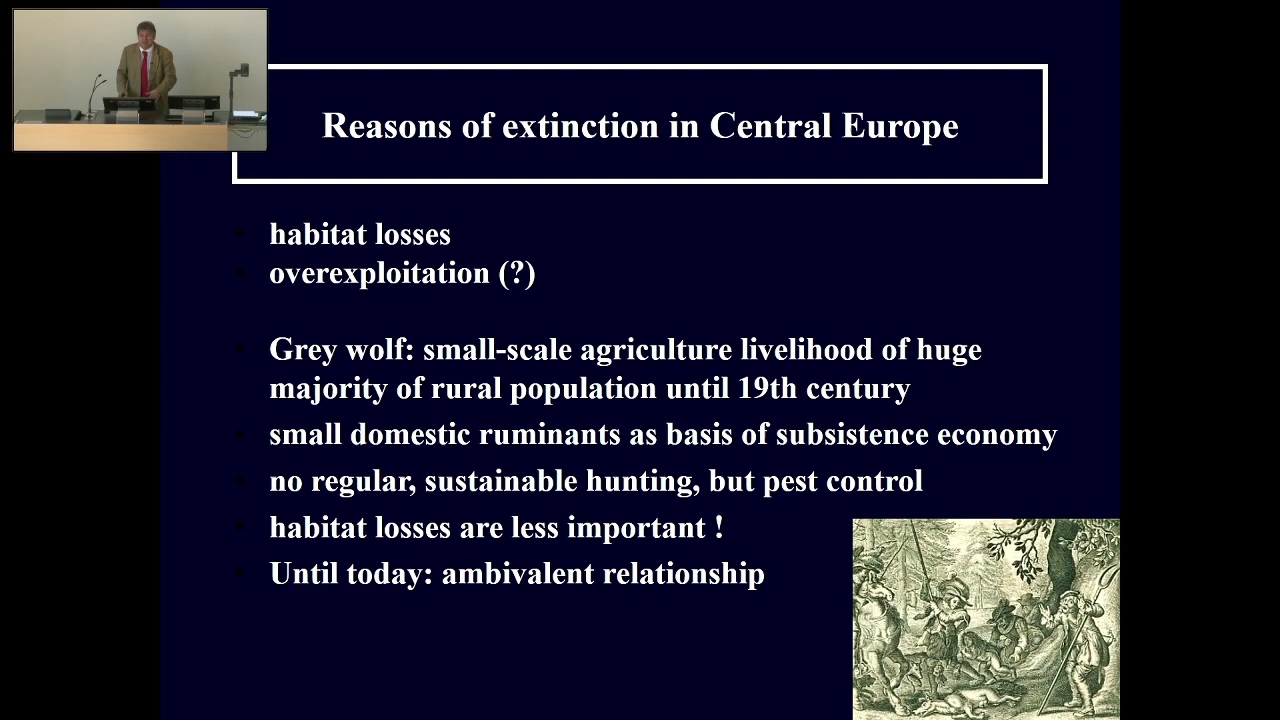 Reasons of extinction in Central Europe
habitat losses
overexploitation (?)
Grey wolf: small-scale agriculture livelihood of huge
majority of rural population until 19th century
small domestic ruminants as basis of subsistence economy
no regular, sustainable hunting, but pest control
habitat losses are less important !
Until today: ambivalent relationship